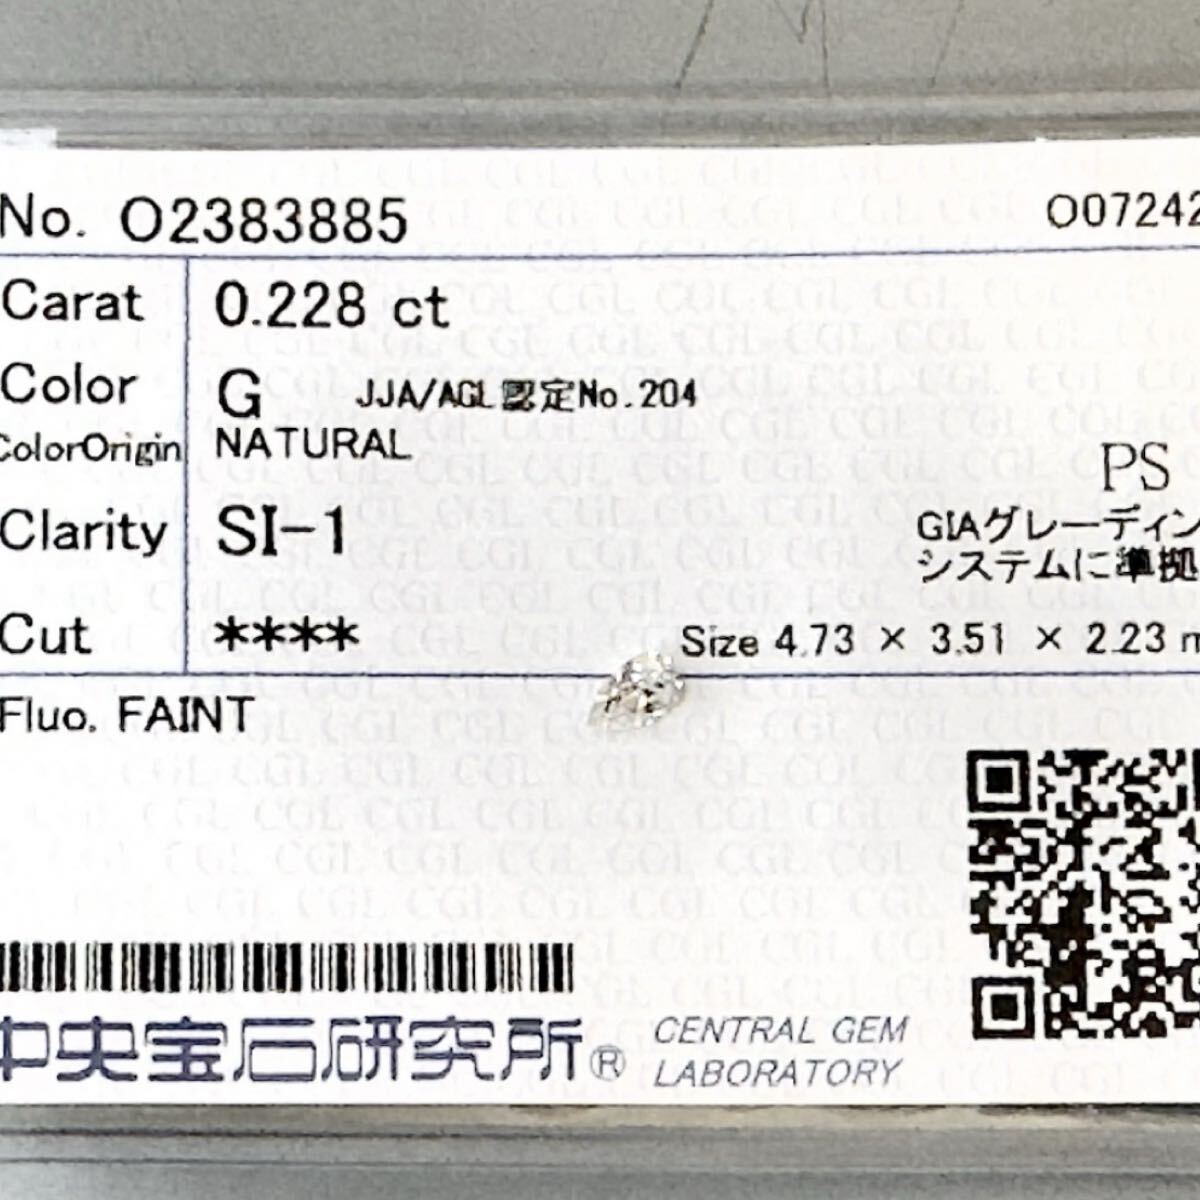 No. O2383885 O07242
Carat 0.228 ct
Color G JJA/AGL認定No.204
ColorOrigin NATURAL
PS
Clarity SI-1
GIAグレーディン
システムに準拠
Cut ****
Size 4.73 × 3.51 × 2.23 m
Fluo. FAINT
中央宝石研究所® CENTRAL GEM
LABORATORY